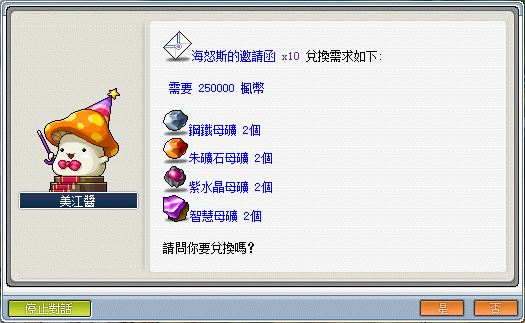 海怒斯的邀請函 x10 兌換需求如下:
需要 250000 楓幣
鋼鐵母礦 2個
朱礦石母礦 2個
紫水晶母礦 2個
智慧母礦 2個
請問你要兌換嗎?
美江醬
停止對話
是
否